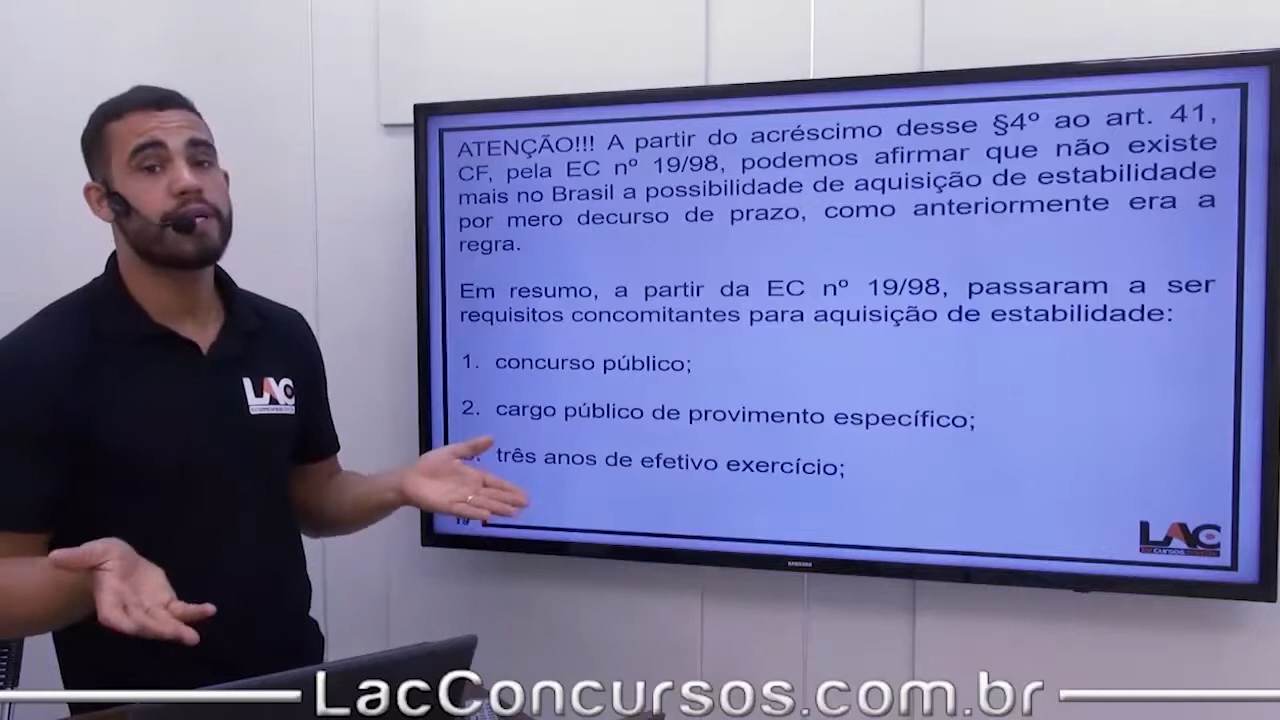 ATENÇÃO!!! A partir do acréscimo desse §4º ao art. 41,
CF, pela EC nº 19/98, podemos afirmar que não existe
mais no Brasil a possibilidade de aquisição de estabilidade
por mero decurso de prazo, como anteriormente era a
regra.
Em resumo, a partir da EC nº 19/98, passaram a ser
requisitos concomitantes para aquisição de estabilidade:
1. concurso público;
2. cargo público de provimento específico;
três anos de efetivo exercício;
19
LAC
LAC
SAMSUNG
LacConcursos.com.br